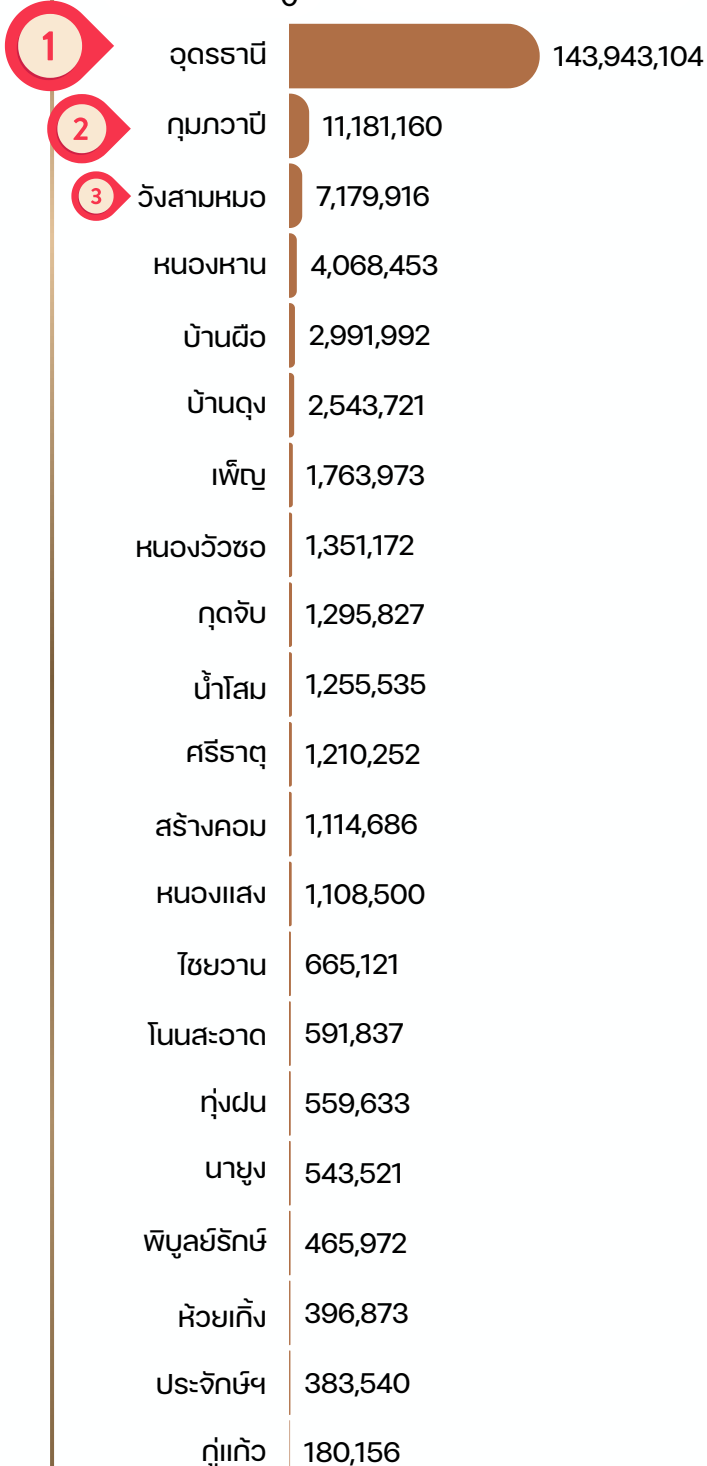 0
1 อุดรธานี 143,943,104
2 กุมภวาปี 11,181,160
3 วังสามหมอ 7,179,916
หนองหาน 4,068,453
บ้านผือ 2,991,992
บ้านดุง 2,543,721
เพ็ญ 1,763,973
หนองวัวซอ 1,351,172
กุดจับ 1,295,827
น้ำโสม 1,255,535
ศรีธาตุ 1,210,252
สร้างคอม 1,114,686
หนองแสง 1,108,500
ไชยวาน 665,121
โนนสะอาด 591,837
ทุ่งฝน 559,633
นายูง 543,521
พิบูลย์รักษ์ 465,972
ห้วยเกิ้ง 396,873
ประจักษ์ฯ 383,540
กู่แก้ว 180,156